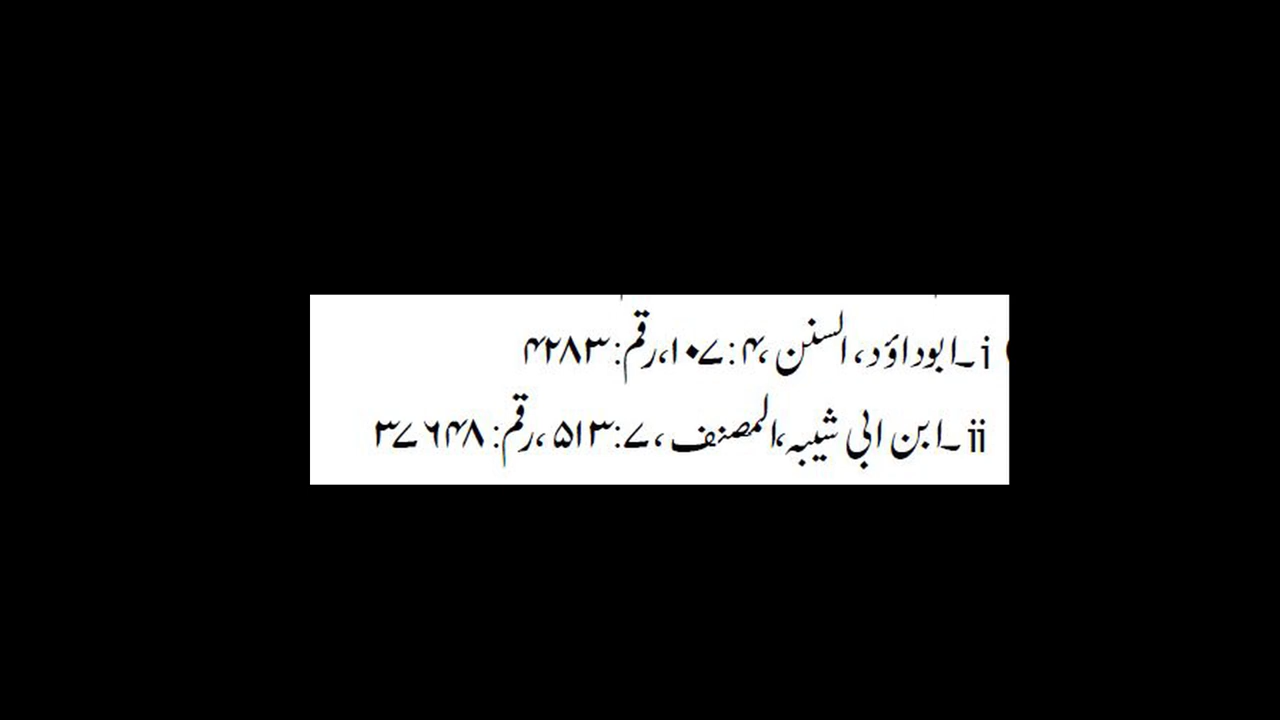 i۔ابوداؤد، السنن ،۴: ۱۰۷،رقم:۴۲۸۳
ii۔ابن ابی شیبہ،المصنف ،۷:۵۱۳ ،رقم: ۳۷۶۴۸